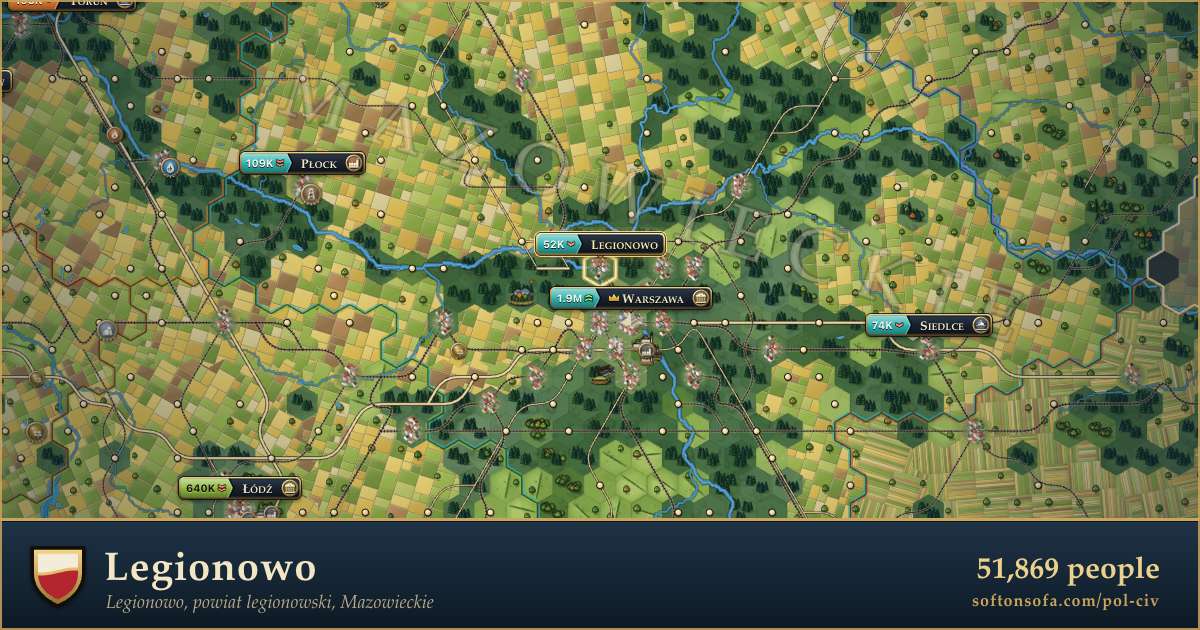 TORUŃ
109K PŁOCK
MAZOWIECKIE
52K LEGIONOWO
1.9M WARSZAWA
74K SIEDLCE
640K ŁÓDŹ
Legionowo
51,869 people
Legionowo, powiat legionowski, Mazowieckie
softonsofa.com/pol-civ